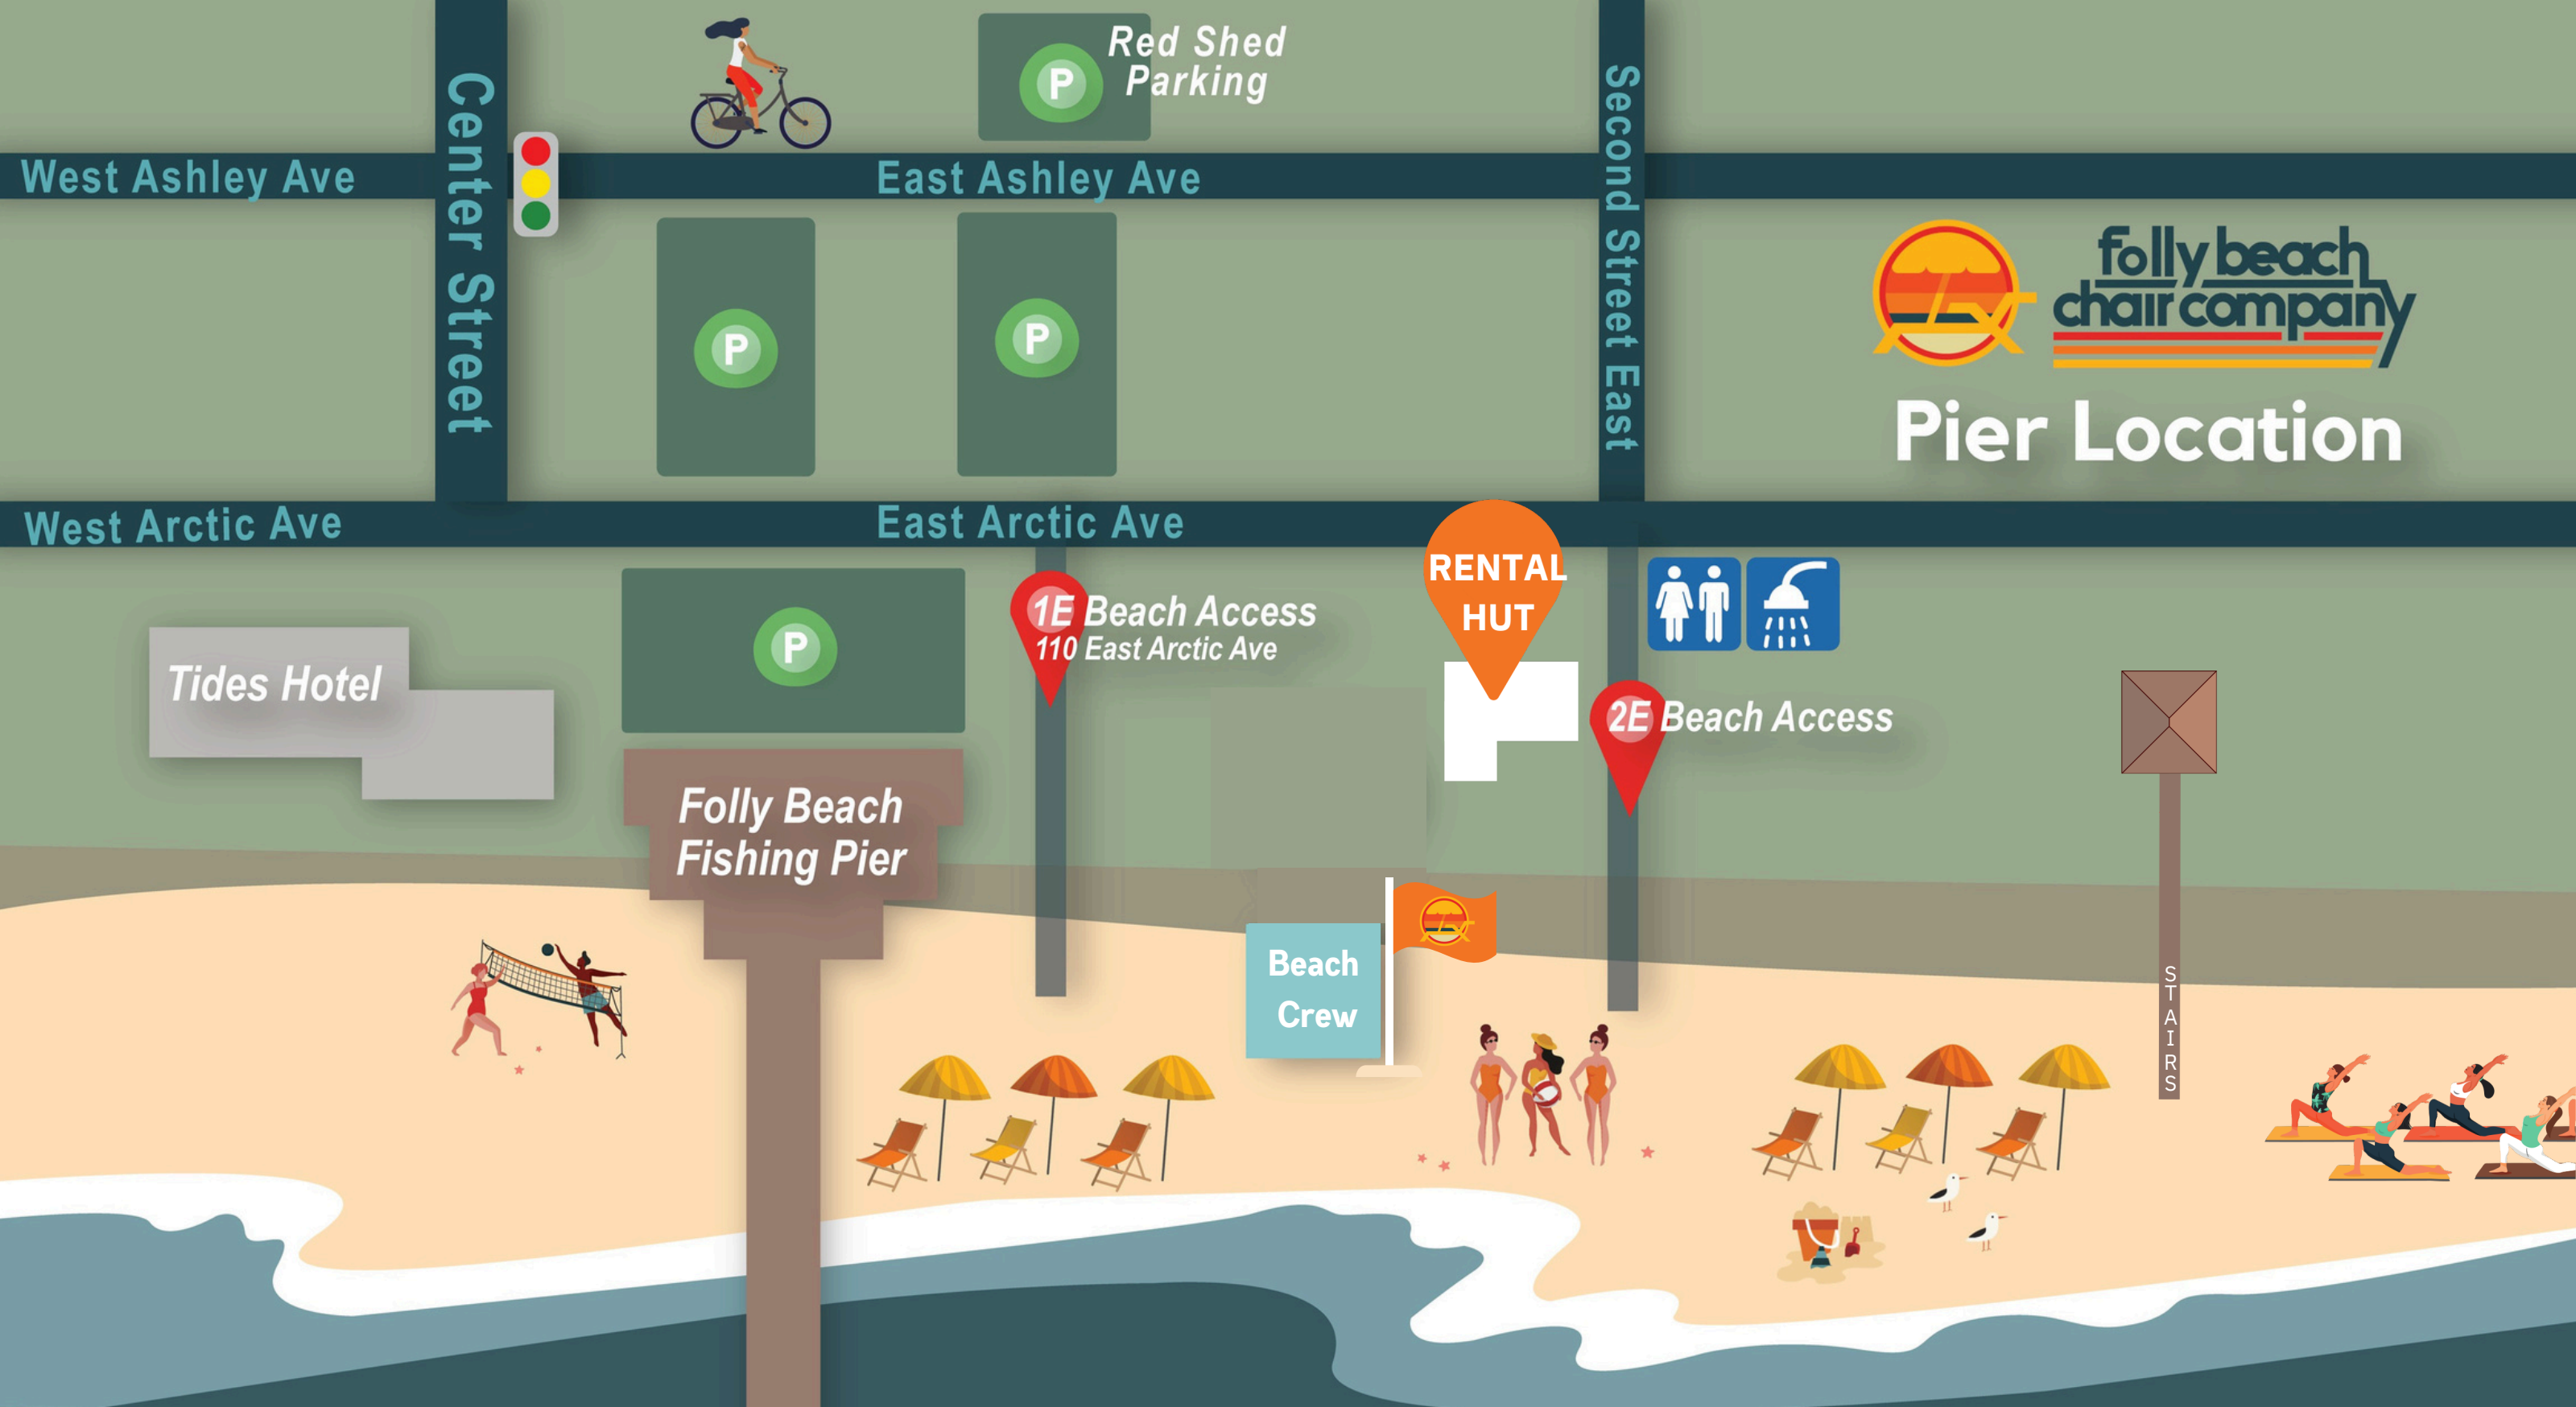 Red Shed
Parking
Center Street
Second Street East
West Ashley Ave
East Ashley Ave
P
P
P
folly beach
chair company
Pier Location
West Arctic Ave
East Arctic Ave
RENTAL
HUT
1E Beach Access
110 East Arctic Ave
P
Tides Hotel
2E Beach Access
Folly Beach
Fishing Pier
Beach
Crew
STAIRS